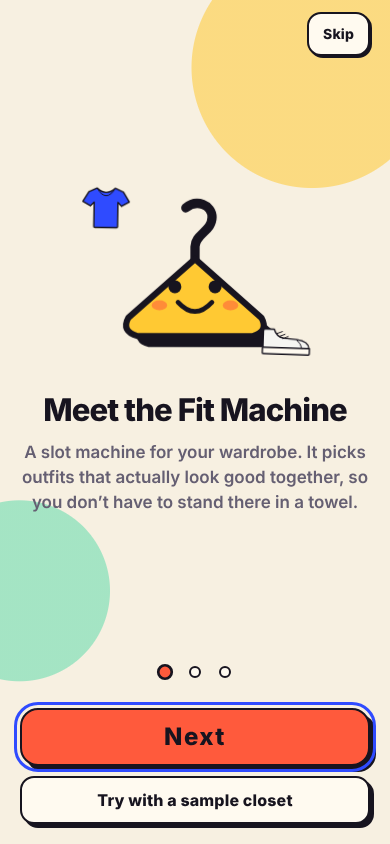 Skip
Meet the Fit Machine
A slot machine for your wardrobe. It picks
outfits that actually look good together, so
you don’t have to stand there in a towel.
Next
Try with a sample closet